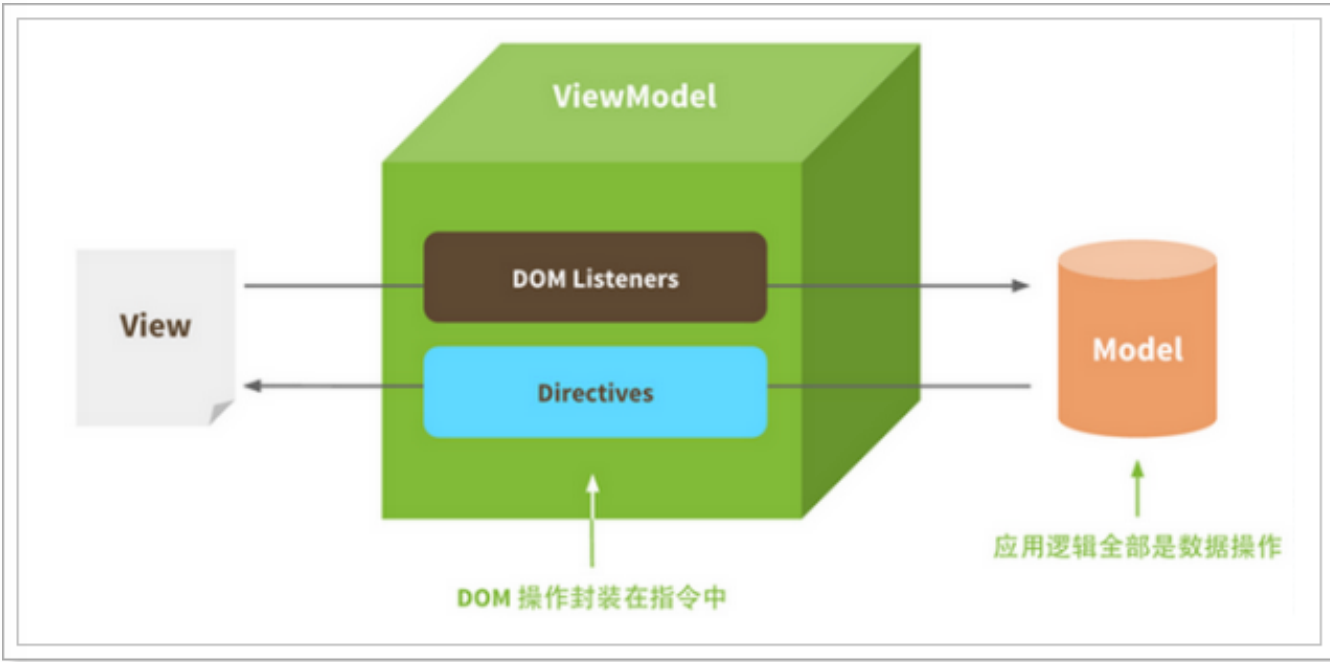 ViewModel
DOM Listeners
View
Model
Directives
应用逻辑全部是数据操作
DOM 操作封装在指令中